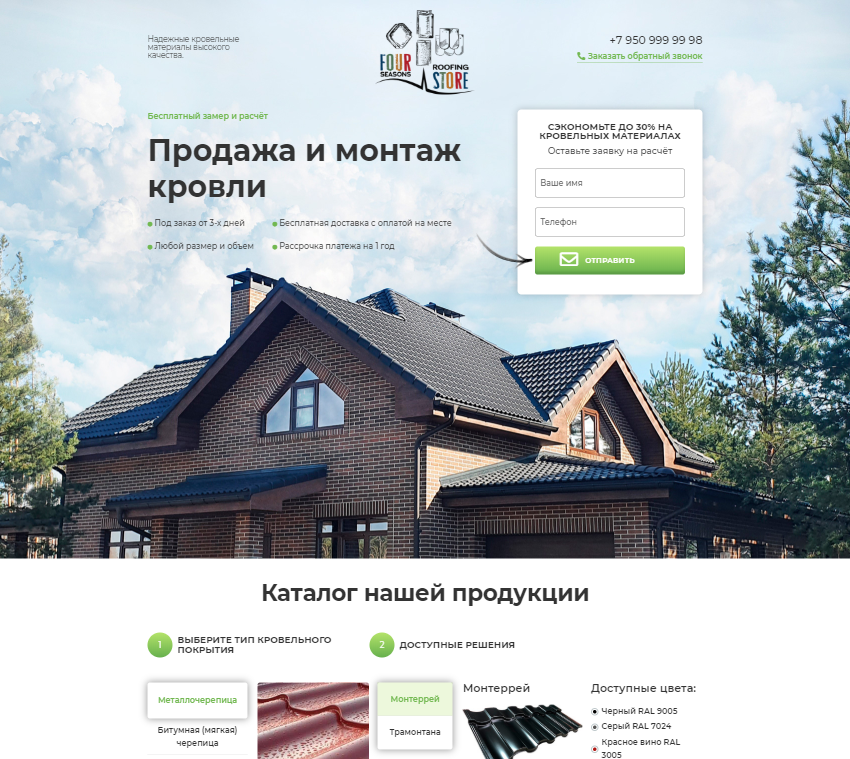 Надежные кровельные
материалы высокого
качества.
FOUR
SEASONS
ROOFING
STORE
+7 950 999 99 98
Заказать обратный звонок
Бесплатный замер и расчёт
Продажа и монтаж
кровли
Под заказ от 3-х дней
Бесплатная доставка с оплатой на месте
Любой размер и объем
Рассрочка платежа на 1 год
СЭКОНОМЬТЕ ДО 30% НА
КРОВЕЛЬНЫХ МАТЕРИАЛАХ
Оставьте заявку на расчёт
Ваше имя
Телефон
ОТПРАВИТЬ
Каталог нашей продукции
1
ВЫБЕРИТЕ ТИП КРОВЕЛЬНОГО
ПОКРЫТИЯ
2
ДОСТУПНЫЕ РЕШЕНИЯ
Металлочерепица
Битумная (мягкая)
черепица
Монтеррей
Трамонтана
Монтеррей
Доступные цвета:
Черный RAL 9005
Серый RAL 7024
Красное вино RAL
3005